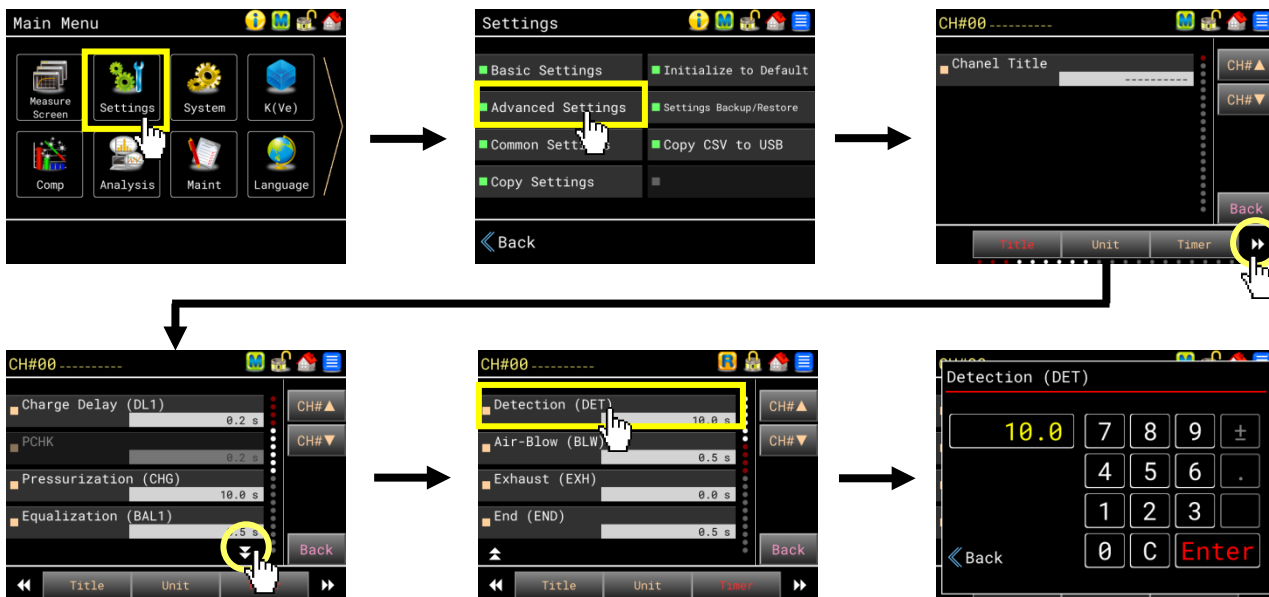 Main Menu
Measure
Screen
Settings
System
K(Ve)
Comp
Analysis
Maint
Language
Settings
Basic Settings
Initialize to Default
Advanced Settings
Settings Backup/Restore
Common Sett
Copy CSV to USB
Copy Settings
Back
CH#00 ----------
Chanel Title
----------
CH#▲
CH#▼
Back
Title
Unit
Timer
CH#00 ----------
Charge Delay (DL1)
0.2 s
PCHK
0.2 s
Pressurization (CHG)
10.0 s
Equalization (BAL1)
.5 s
CH#▲
CH#▼
Back
Title
Unit
CH#00 ----------
Detection (DET)
10.0 s
Air-Blow (BLW)
0.5 s
Exhaust (EXH)
0.0 s
End (END)
0.5 s
CH#▲
CH#▼
Back
Title
Unit
Timer
Detection (DET)
10.0
7 8 9 ±
4 5 6 .
1 2 3
0 C Enter
Back